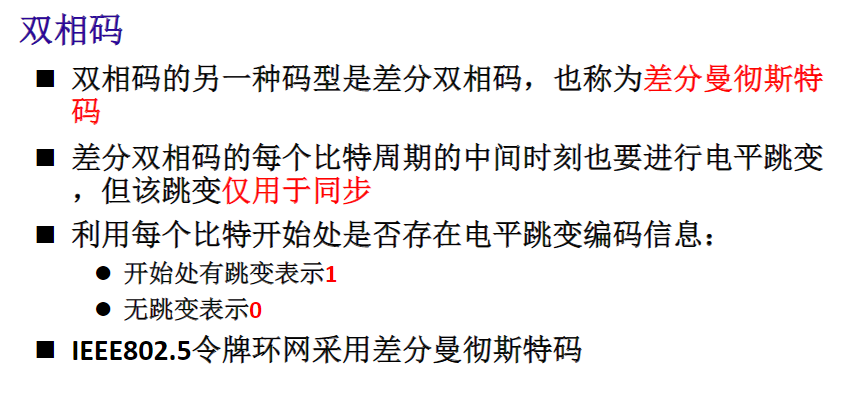 双相码
■ 双相码的另一种码型是差分双相码，也称为差分曼彻斯特
码
■ 差分双相码的每个比特周期的中间时刻也要进行电平跳变
，但该跳变仅用于同步
■ 利用每个比特开始处是否存在电平跳变编码信息：
● 开始处有跳变表示1
● 无跳变表示0
■ IEEE802.5令牌环网采用差分曼彻斯特码